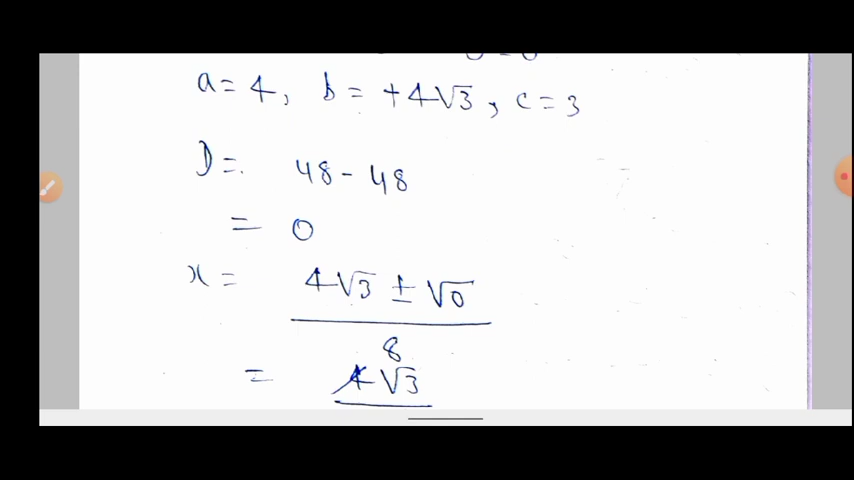 a = 4, b = +4√3, c = 3
D = 48 - 48
= 0
x = 4√3 ± √0
8
= 4√3